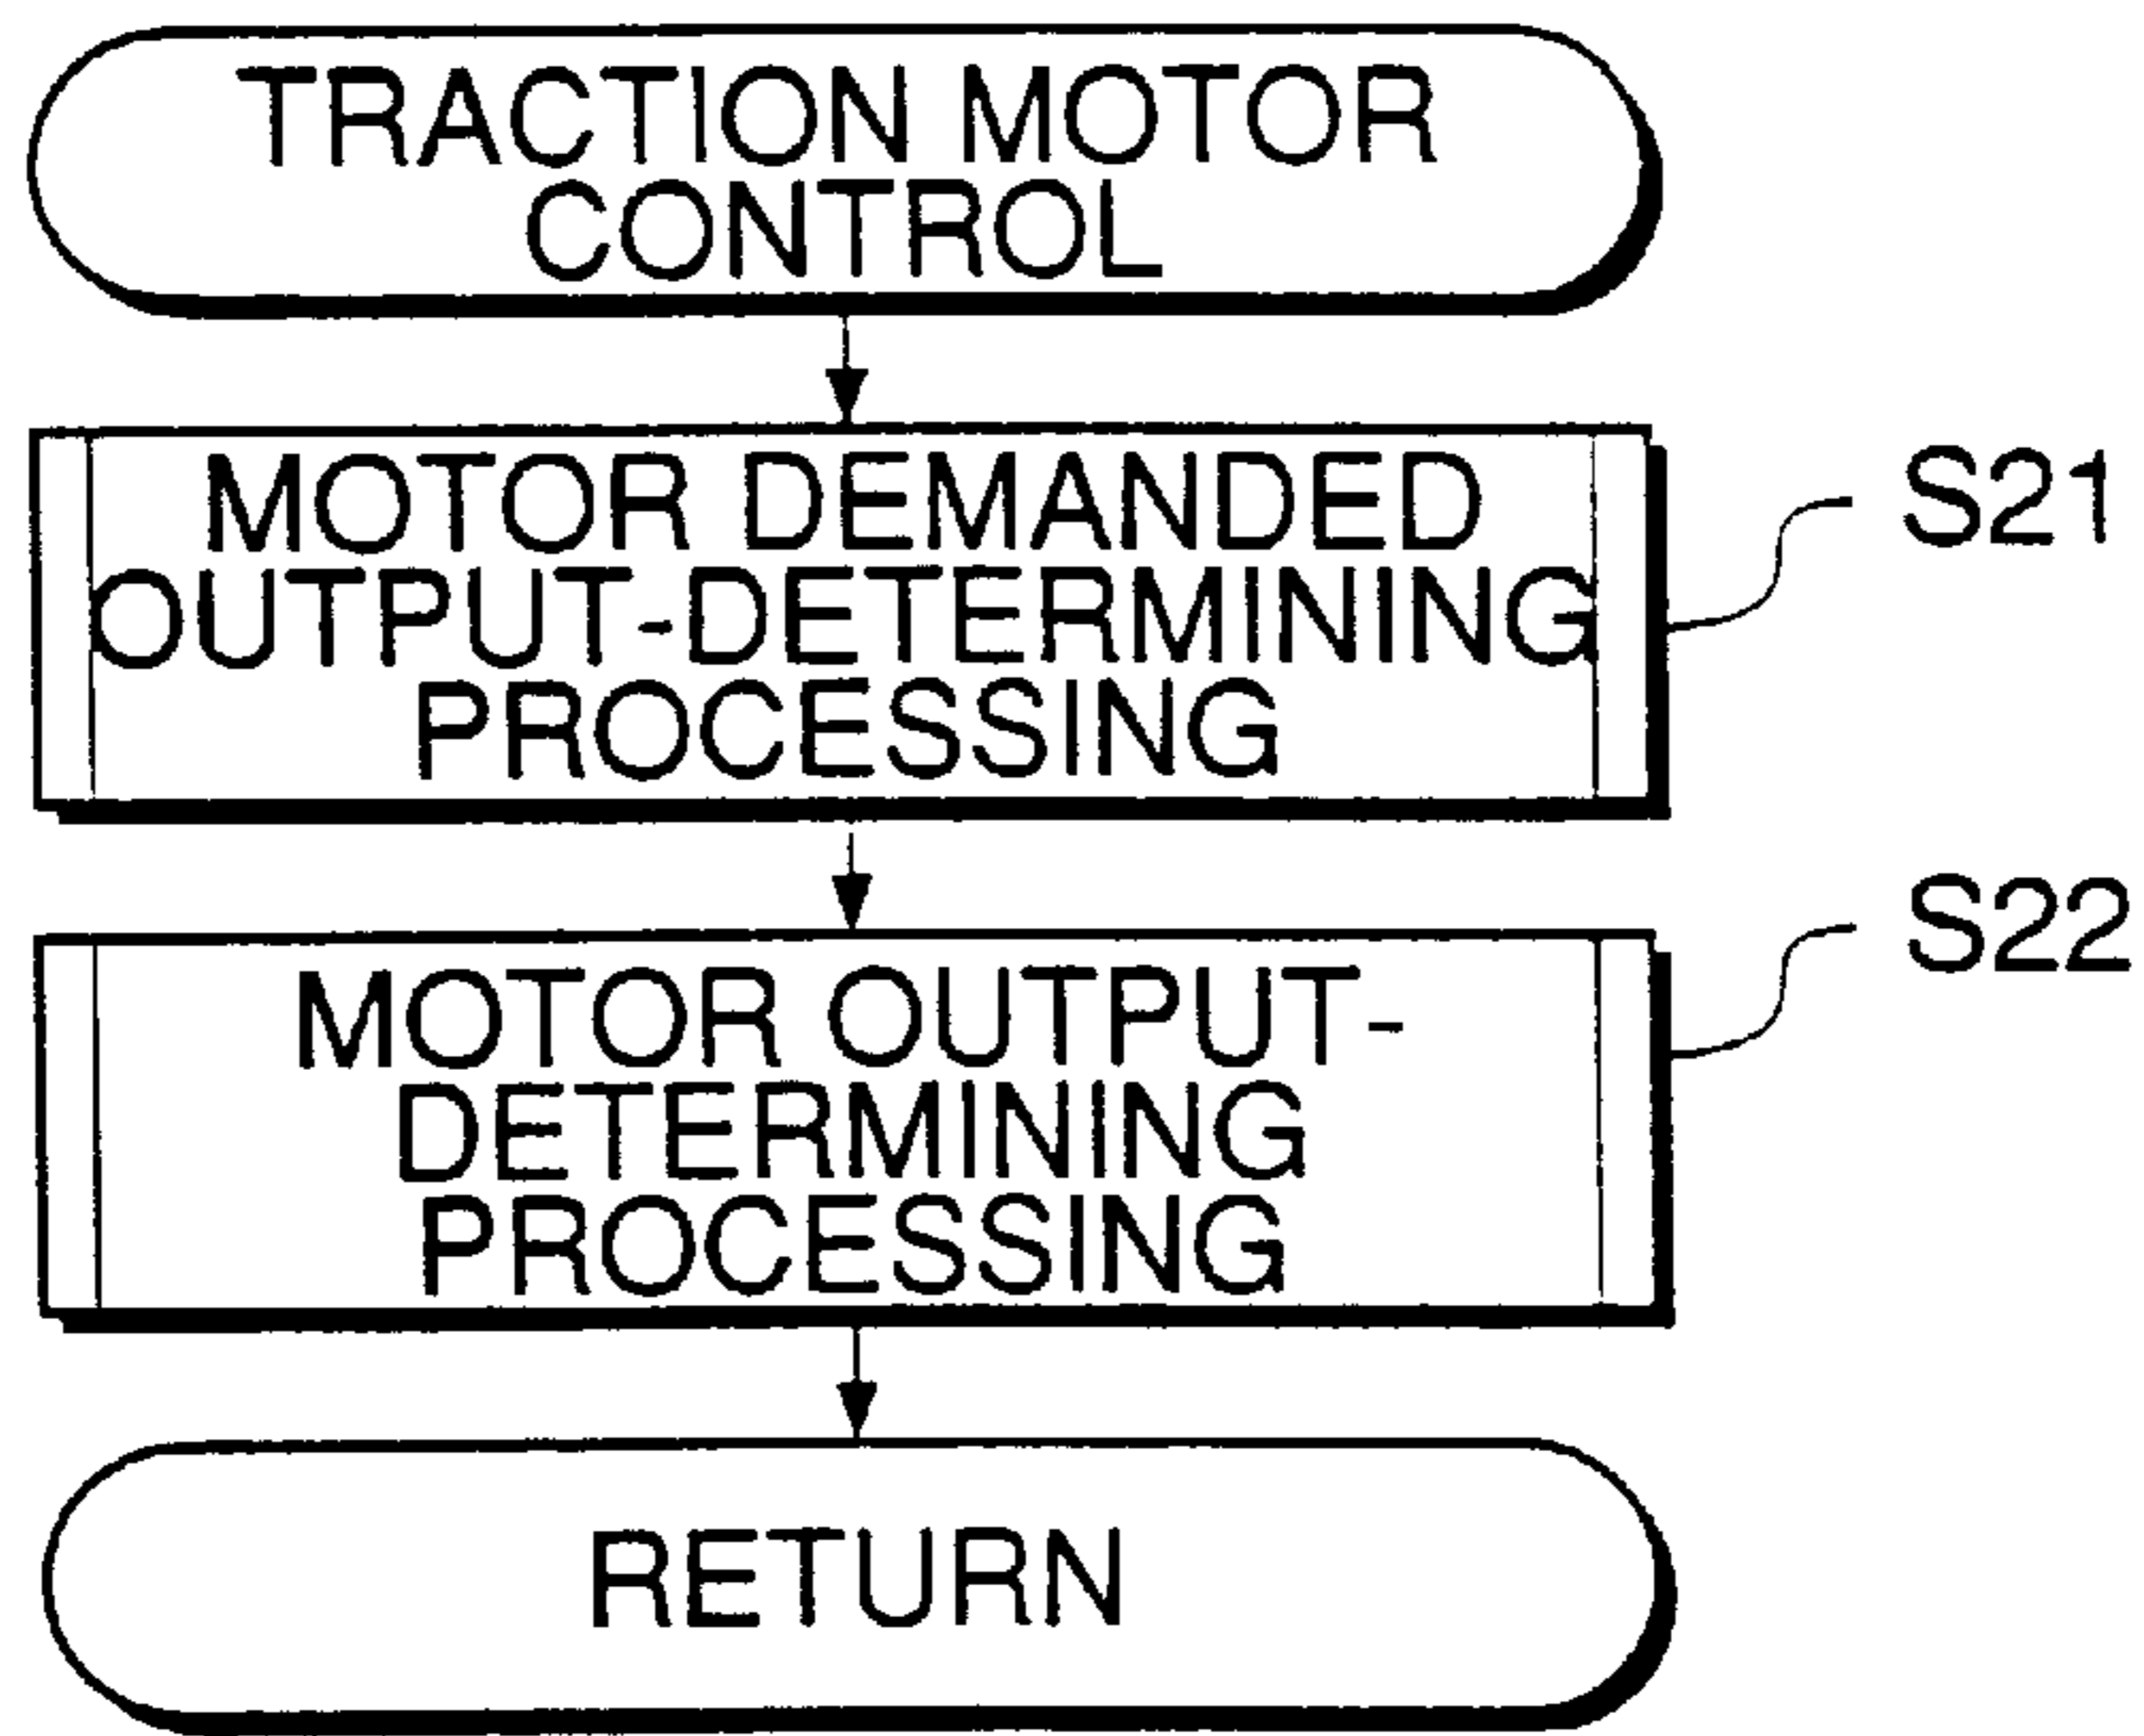 TRACTION MOTOR
CONTROL
MOTOR DEMANDED
OUTPUT-DETERMINING
PROCESSING
S21
MOTOR OUTPUT-
DETERMINING
PROCESSING
S22
RETURN